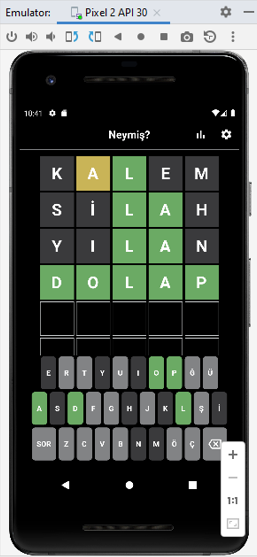 Emulator: Pixel 2 API 30
10:41
Neymiş?
K A L E M
S İ L A H
Y I L A N
D O L A P
E R T Y U I O P Ğ Ü
A S D F G H J K L Ş İ
SOR Z C V B N M Ö Ç
1:1